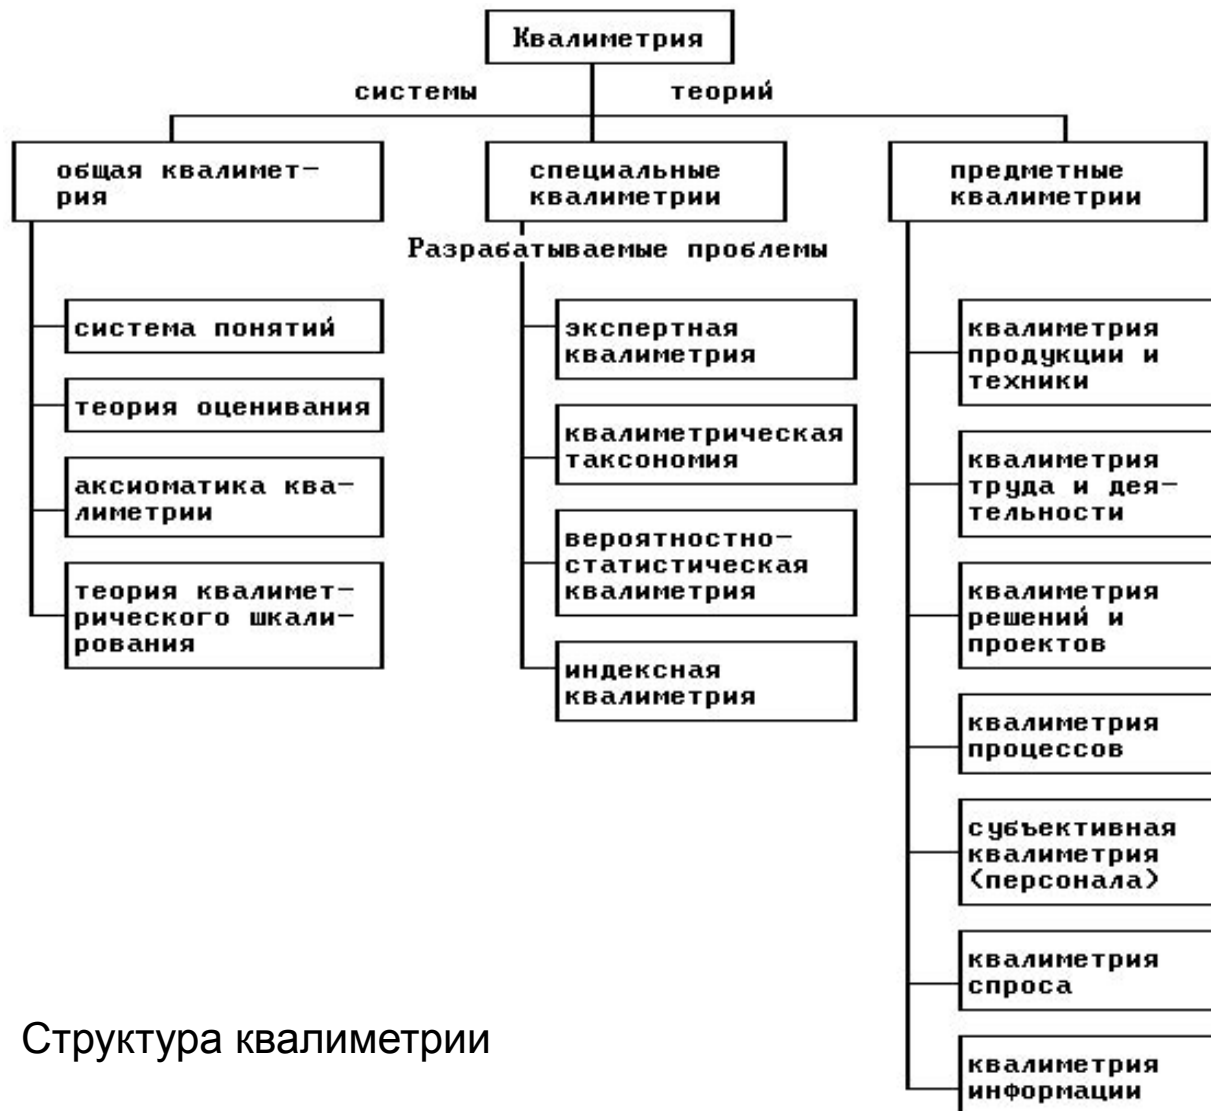 Квалиметрия
системы теорий
общая квалимет-
рия
специальные
квалиметрии
предметные
квалиметрии
Разрабатываемые проблемы
система понятий
теория оценивания
аксиоматика ква-
лиметрии
теория квалимет-
рического шкали-
рования
экспертная
квалиметрия
квалиметрическая
таксономия
вероятностно-
статистическая
квалиметрия
индексная
квалиметрия
квалиметрия
продукции и
техники
квалиметрия
труда и дея-
тельности
квалиметрия
решений и
проектов
квалиметрия
процессов
субъективная
квалиметрия
(персонала)
квалиметрия
спроса
квалиметрия
информации
Структура квалиметрии